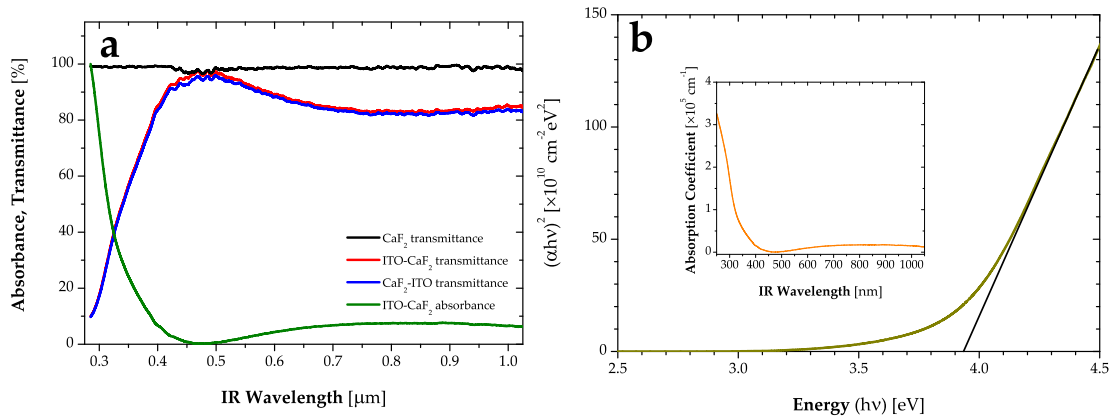 a
Absorbance, Transmittance [%]
120
100
80
60
40
20
0
CaF₂ transmittance
ITO-CaF₂ transmittance
CaF₂-ITO transmittance
ITO-CaF₂ absorbance
0.3 0.4 0.5 0.6 0.7 0.8 0.9 1.0
IR Wavelength [μm]
b
(αhν)² [×10¹⁰ cm⁻² eV²]
150
100
50
0
Absorption Coefficient [×10⁵ cm⁻¹]
4
3
2
1
0
300 400 500 600 700 800 900 1000
IR Wavelength [nm]
2.5 3.0 3.5 4.0 4.5
Energy (hν) [eV]